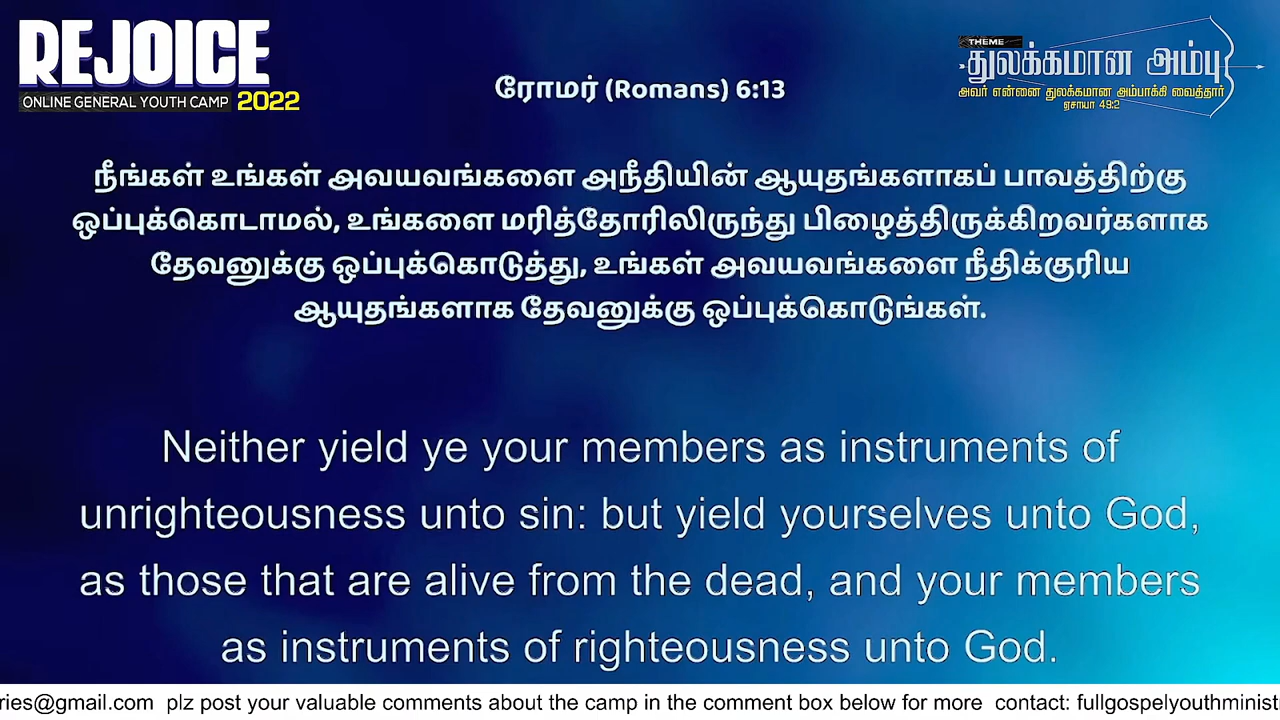 REJOICE
ONLINE GENERAL YOUTH CAMP 2022
THEME
துலக்கமான அம்பு
அவர் என்னை துலக்கமான அம்பாக்கி வைத்தார்
ஏசாயா 49:2
ரோமர் (Romans) 6:13
நீங்கள் உங்கள் அவயவங்களை அநீதியின் ஆயுதங்களாகப் பாவத்திற்கு
ஒப்புக்கொடாமல், உங்களை மரித்தோரிலிருந்து பிழைத்திருக்கிறவர்களாக
தேவனுக்கு ஒப்புக்கொடுத்து, உங்கள் அவயவங்களை நீதிக்குரிய
ஆயுதங்களாக தேவனுக்கு ஒப்புக்கொடுங்கள்.
Neither yield ye your members as instruments of
unrighteousness unto sin: but yield yourselves unto God,
as those that are alive from the dead, and your members
as instruments of righteousness unto God.
ries@gmail.com plz post your valuable comments about the camp in the comment box below for more contact: fullgospelyouthminist